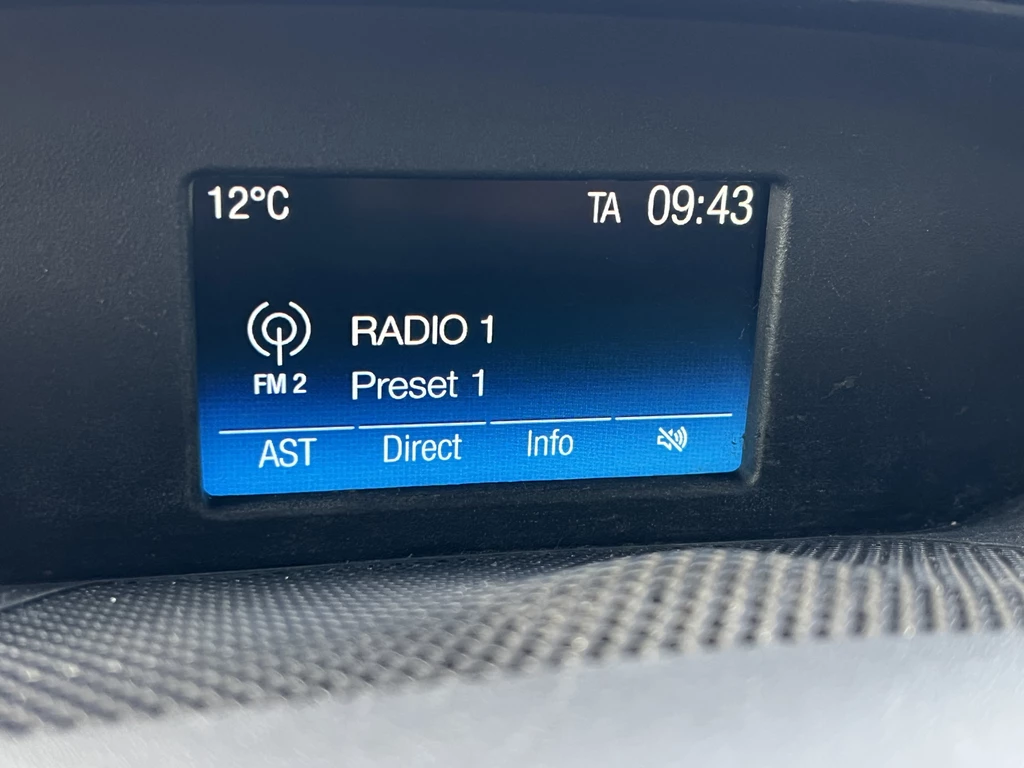 12°C TA 09:43
RADIO 1
FM 2 Preset 1
AST Direct Info